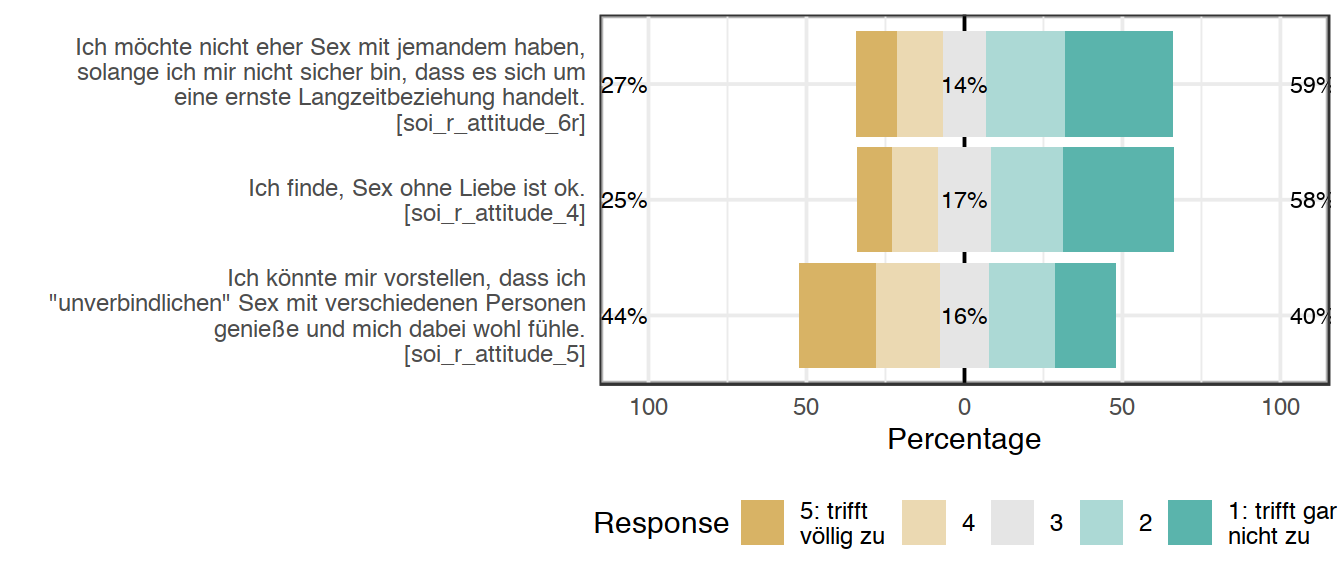 Ich möchte nicht eher Sex mit jemandem haben,
solange ich mir nicht sicher bin, dass es sich um
eine ernste Langzeitbeziehung handelt.
[soi_r_attitude_6r]
27%
14%
59%
Ich finde, Sex ohne Liebe ist ok.
[soi_r_attitude_4]
25%
17%
58%
Ich könnte mir vorstellen, dass ich
"unverbindlichen" Sex mit verschiedenen Personen
genieße und mich dabei wohl fühle.
[soi_r_attitude_5]
44%
16%
40%
100 50 0 50 100
Percentage
Response
5: trifft
völlig zu
4
3
2
1: trifft gar
nicht zu